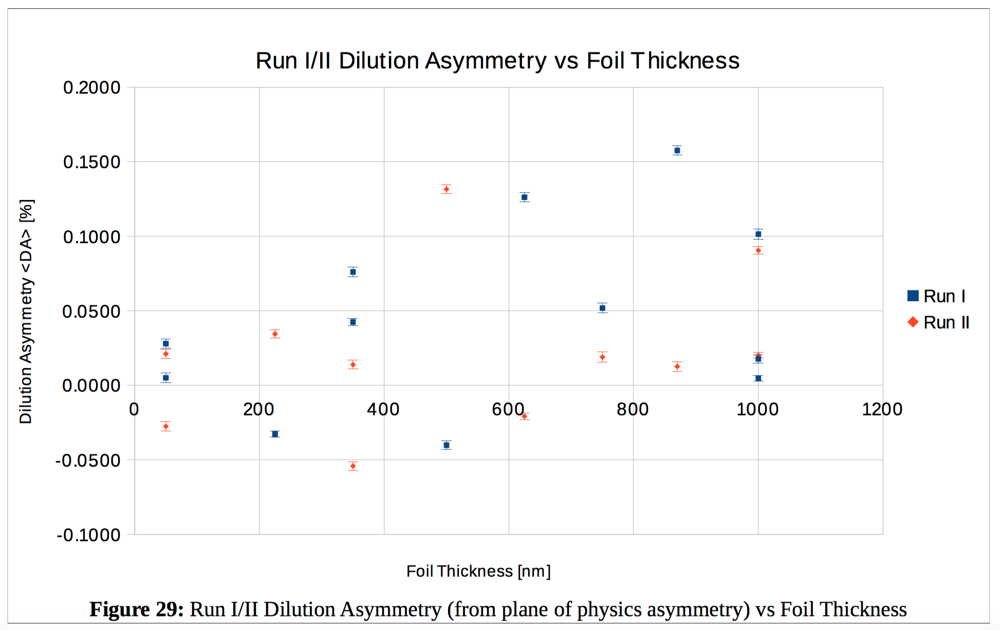 Run I/II Dilution Asymmetry vs Foil Thickness
0.2000
0.1500
0.1000
0.0500
0.0000
-0.0500
-0.1000
Dilution Asymmetry <DA> [%]
0 200 400 600 800 1000 1200
Run I
Run II
Foil Thickness [nm]
Figure 29: Run I/II Dilution Asymmetry (from plane of physics asymmetry) vs Foil Thickness